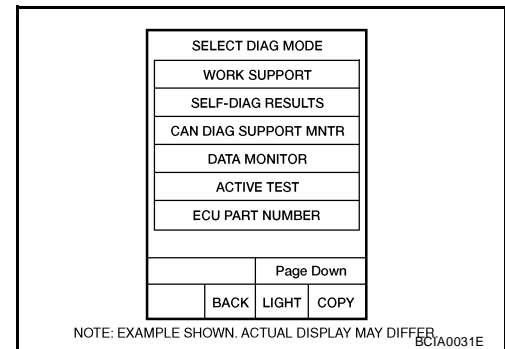 SELECT DIAG MODE
WORK SUPPORT
SELF-DIAG RESULTS
CAN DIAG SUPPORT MNTR
DATA MONITOR
ACTIVE TEST
ECU PART NUMBER
Page Down
BACK LIGHT COPY
NOTE: EXAMPLE SHOWN. ACTUAL DISPLAY MAY DIFFER.
BCIA0031E